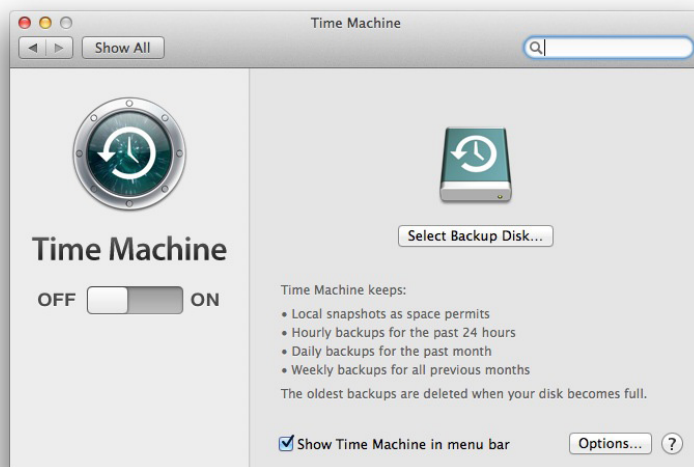 Time Machine
Show All
Time Machine
OFF ON
Select Backup Disk...
Time Machine keeps:
• Local snapshots as space permits
• Hourly backups for the past 24 hours
• Daily backups for the past month
• Weekly backups for all previous months
The oldest backups are deleted when your disk becomes full.
Show Time Machine in menu bar
Options... ?